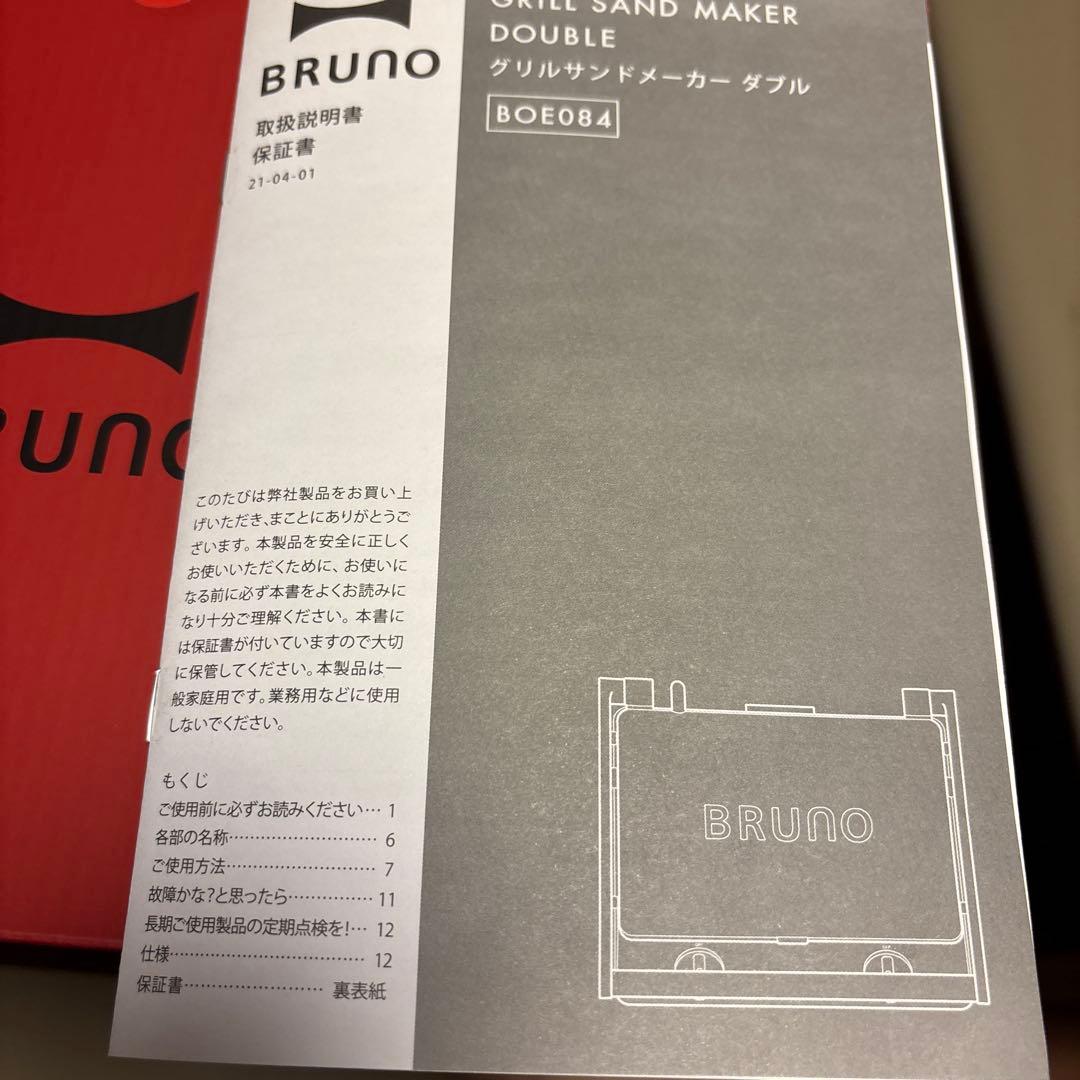 BRUNO
取扱説明書
保証書
21-04-01
GRILL SAND MAKER
DOUBLE
グリルサンドメーカー ダブル
BOE084
このたびは弊社製品をお買い上
げいただき、まことにありがとうご
ざいます。本製品を安全に正しく
お使いいただくために、お使いに
なる前に必ず本書をよくお読みに
なり十分ご理解ください。本書に
は保証書が付いていますので大切
に保管してください。本製品は一
般家庭用です。業務用などに使用
しないでください。
もくじ
ご使用前に必ずお読みください… 1
各部の名称……………………… 6
ご使用方法……………………… 7
故障かな?と思ったら…………… 11
長期ご使用製品の定期点検を!… 12
仕様……………………………… 12
保証書…………………… 裏表紙
BRUNO
RUNO